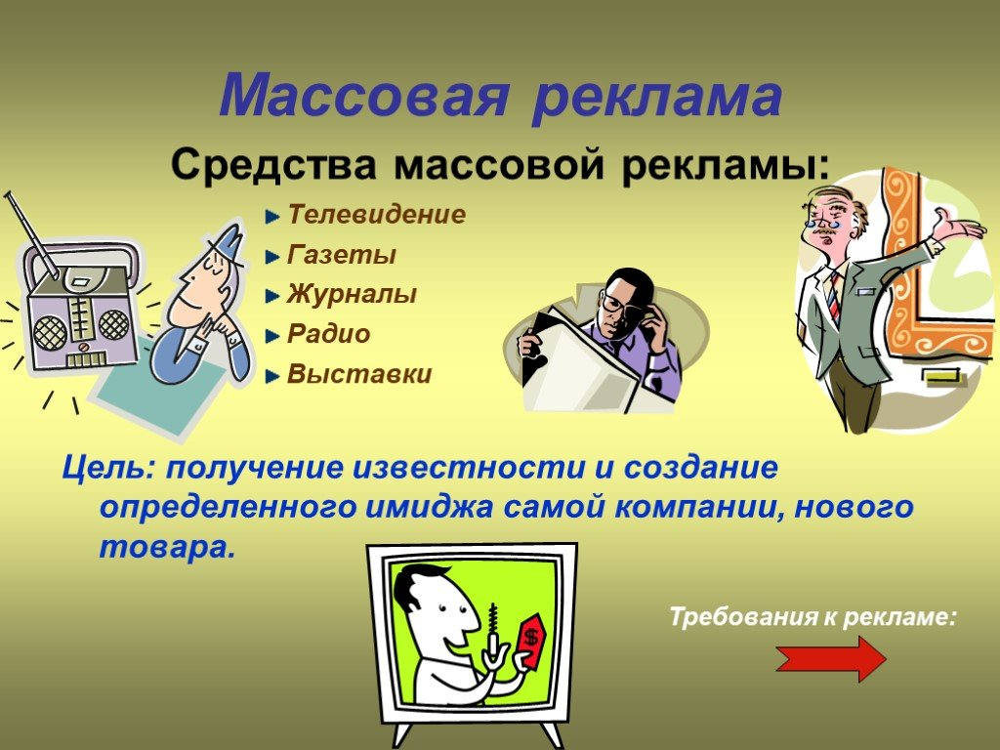 Массовая реклама
Средства массовой рекламы:
Телевидение
Газеты
Журналы
Радио
Выставки
Цель: получение известности и создание
определенного имиджа самой компании, нового
товара.
$
Требования к рекламе: